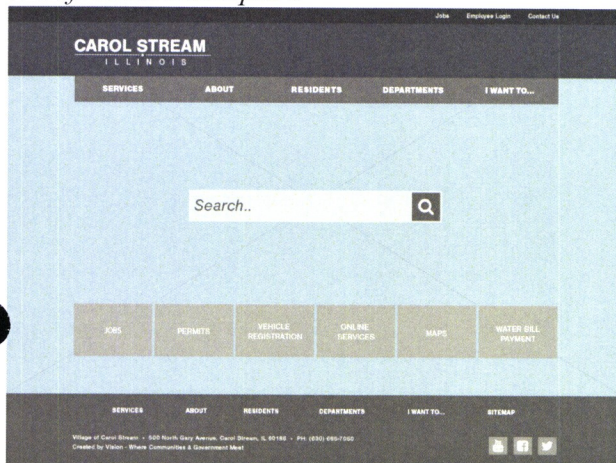 Jobs Employee Login Contact Us
CAROL STREAM
ILLINOIS
SERVICES ABOUT RESIDENTS DEPARTMENTS I WANT TO...
Search..
JOBS PERMITS VEHICLE REGISTRATION ONLINE SERVICES MAPS WATER BILL PAYMENT
SERVICES ABOUT RESIDENTS DEPARTMENTS I WANT TO... SITEMAP
Village of Carol Stream • 500 North Gary Avenue, Carol Stream, IL 60188 • PH: (630) 665-7050
Created by Vision - Where Communities & Government Meet